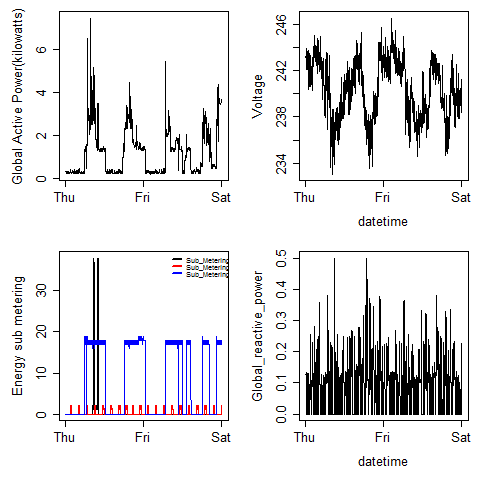 Global Active Power(kilowatts)
0 2 4 6
Thu Fri Sat
Voltage
234 238 242 246
Thu Fri Sat
datetime
Energy sub metering
0 10 20 30
Sub_Metering
Sub_Metering
Sub_Metering
Thu Fri Sat
Global_reactive_power
0.0 0.1 0.2 0.3 0.4 0.5
Thu Fri Sat
datetime